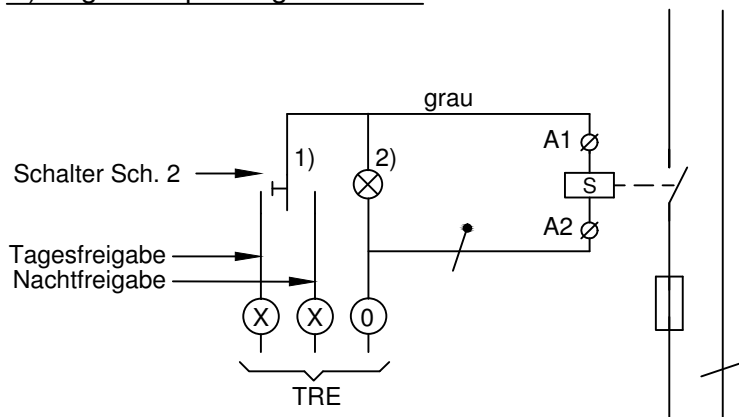 grau
A1
1)
2)
Schalter Sch. 2
S
A2
Tagesfreigabe
Nachtfreigabe
X X 0
TRE